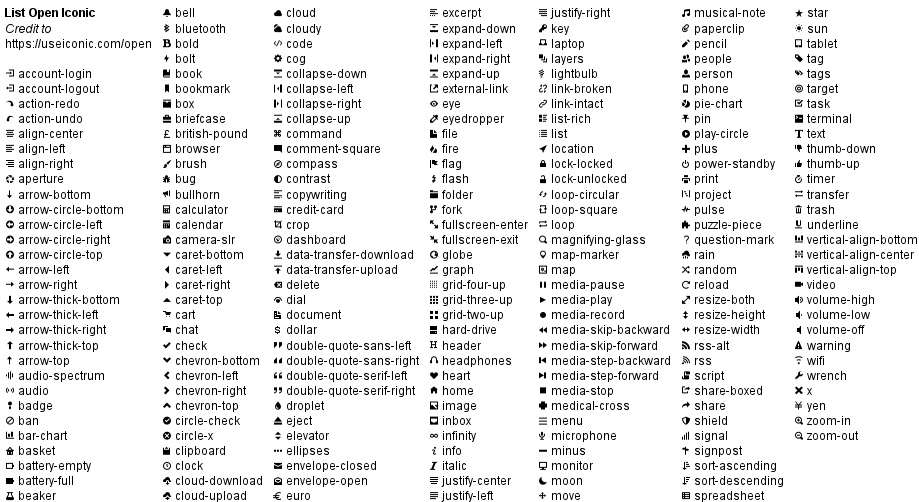 List Open Iconic
Credit to
https://useiconic.com/open
account-login
account-logout
action-redo
action-undo
align-center
align-left
align-right
aperture
arrow-bottom
arrow-circle-bottom
arrow-circle-left
arrow-circle-right
arrow-circle-top
arrow-left
arrow-right
arrow-thick-bottom
arrow-thick-left
arrow-thick-right
arrow-thick-top
arrow-top
audio-spectrum
audio
badge
ban
bar-chart
basket
battery-empty
battery-full
beaker
bell
bluetooth
bold
bolt
book
bookmark
box
briefcase
british-pound
browser
brush
bug
bullhorn
calculator
calendar
camera-slr
caret-bottom
caret-left
caret-right
caret-top
cart
chat
check
chevron-bottom
chevron-left
chevron-right
chevron-top
circle-check
circle-x
clipboard
clock
cloud-download
cloud-upload
cloud
cloudy
code
cog
collapse-down
collapse-left
collapse-right
collapse-up
command
comment-square
compass
contrast
copywriting
credit-card
crop
dashboard
data-transfer-download
data-transfer-upload
delete
dial
document
dollar
double-quote-sans-left
double-quote-sans-right
double-quote-serif-left
double-quote-serif-right
droplet
eject
elevator
ellipses
envelope-closed
envelope-open
euro
excerpt
expand-down
expand-left
expand-right
expand-up
external-link
eye
eyedropper
file
fire
flag
flash
folder
fork
fullscreen-enter
fullscreen-exit
globe
graph
grid-four-up
grid-three-up
grid-two-up
hard-drive
header
headphones
heart
home
image
inbox
infinity
info
italic
justify-center
justify-left
justify-right
key
laptop
layers
lightbulb
link-broken
link-intact
list-rich
list
location
lock-locked
lock-unlocked
loop-circular
loop-square
loop
magnifying-glass
map-marker
map
media-pause
media-play
media-record
media-skip-backward
media-skip-forward
media-step-backward
media-step-forward
media-stop
medical-cross
menu
microphone
minus
monitor
moon
move
musical-note
paperclip
pencil
people
person
phone
pie-chart
pin
play-circle
plus
power-standby
print
project
pulse
puzzle-piece
question-mark
rain
random
reload
resize-both
resize-height
resize-width
rss-alt
rss
script
share-boxed
share
shield
signal
signpost
sort-ascending
sort-descending
spreadsheet
star
sun
tablet
tag
tags
target
task
terminal
text
thumb-down
thumb-up
timer
transfer
trash
underline
vertical-align-bottom
vertical-align-center
vertical-align-top
video
volume-high
volume-low
volume-off
warning
wifi
wrench
x
yen
zoom-in
zoom-out